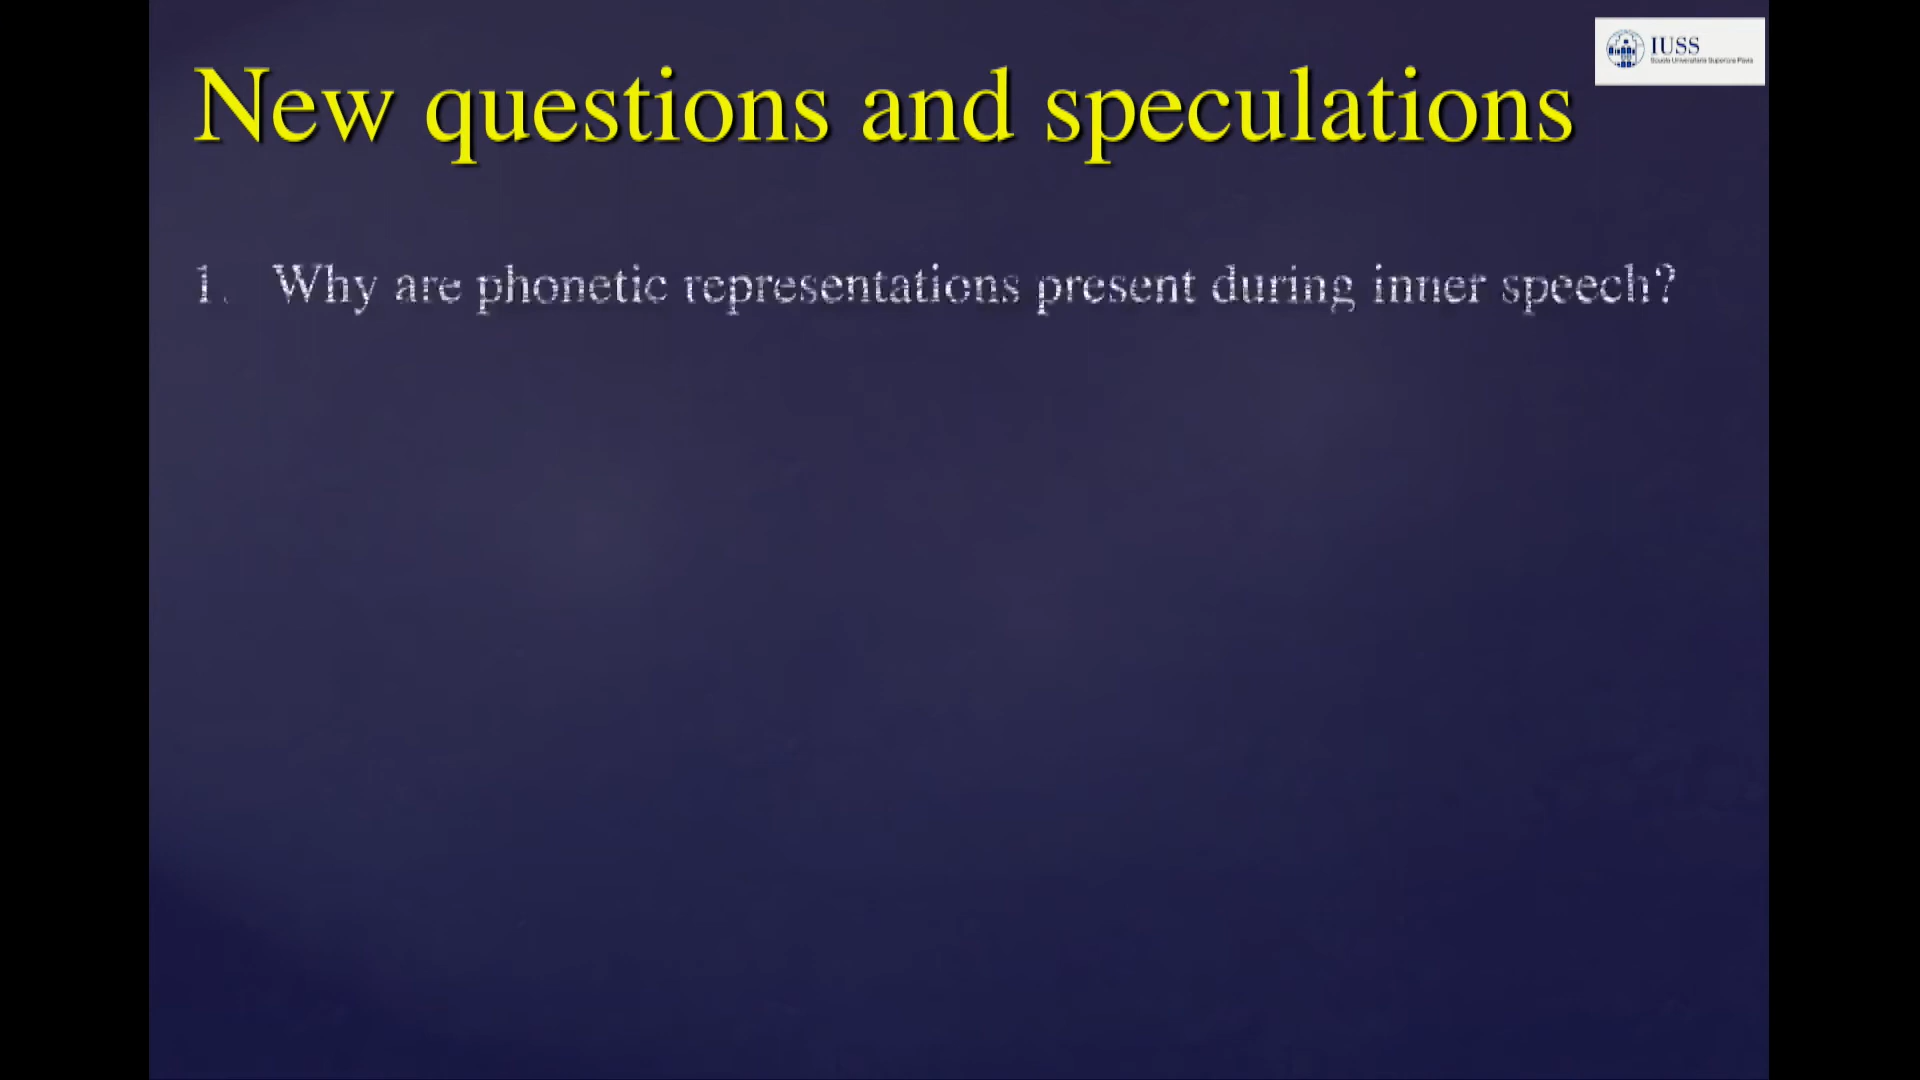 IUSS
Scuola Universitaria Superiore Pavia
New questions and speculations
1. Why are phonetic representations present during inner speech?